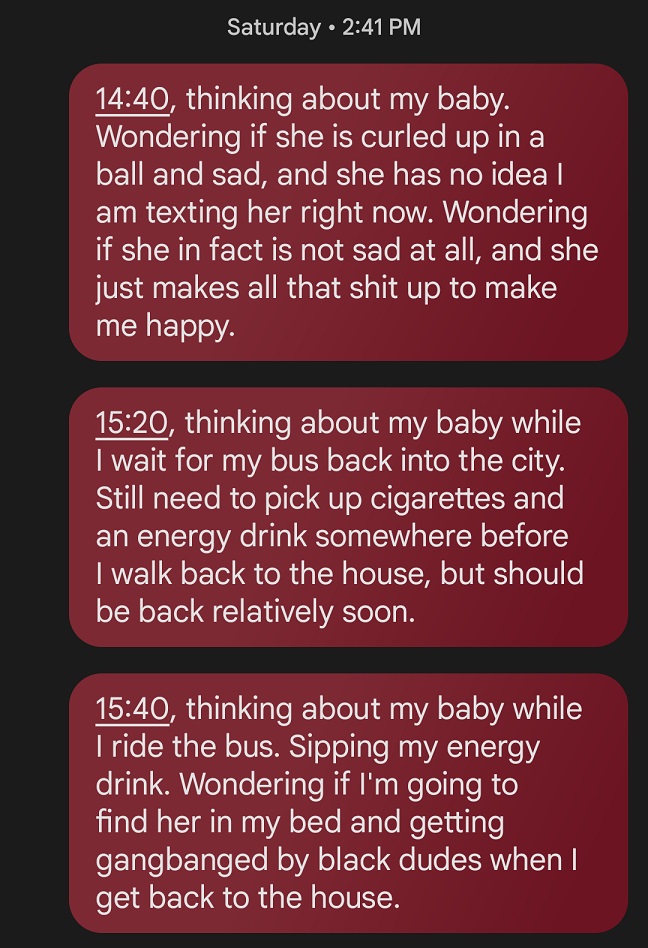 Saturday • 2:41 PM
14:40, thinking about my baby.
Wondering if she is curled up in a
ball and sad, and she has no idea I
am texting her right now. Wondering
if she in fact is not sad at all, and she
just makes all that shit up to make
me happy.
15:20, thinking about my baby while
I wait for my bus back into the city.
Still need to pick up cigarettes and
an energy drink somewhere before
I walk back to the house, but should
be back relatively soon.
15:40, thinking about my baby while
I ride the bus. Sipping my energy
drink. Wondering if I'm going to
find her in my bed and getting
gangbanged by black dudes when I
get back to the house.